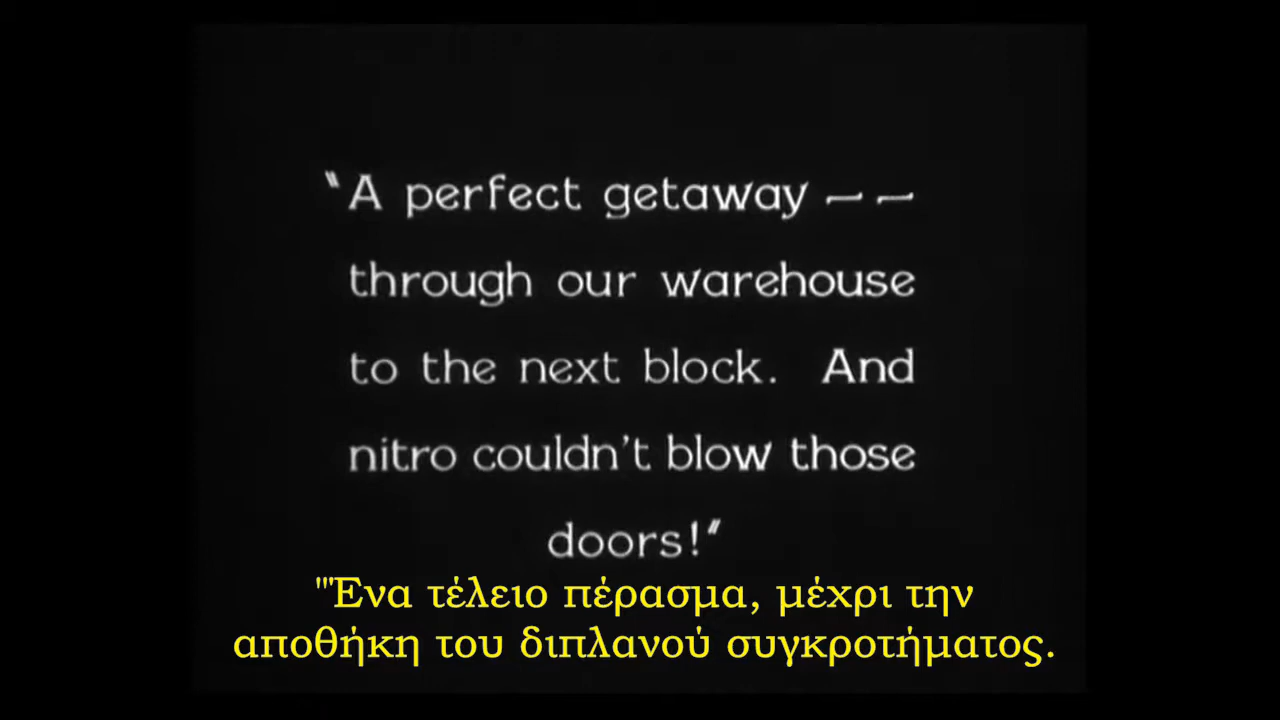 "A perfect getaway — —
through our warehouse
to the next block. And
nitro couldn't blow those
doors!"
"Ένα τέλειο πέρασμα, μέχρι την
αποθήκη του διπλανού συγκροτήματος.